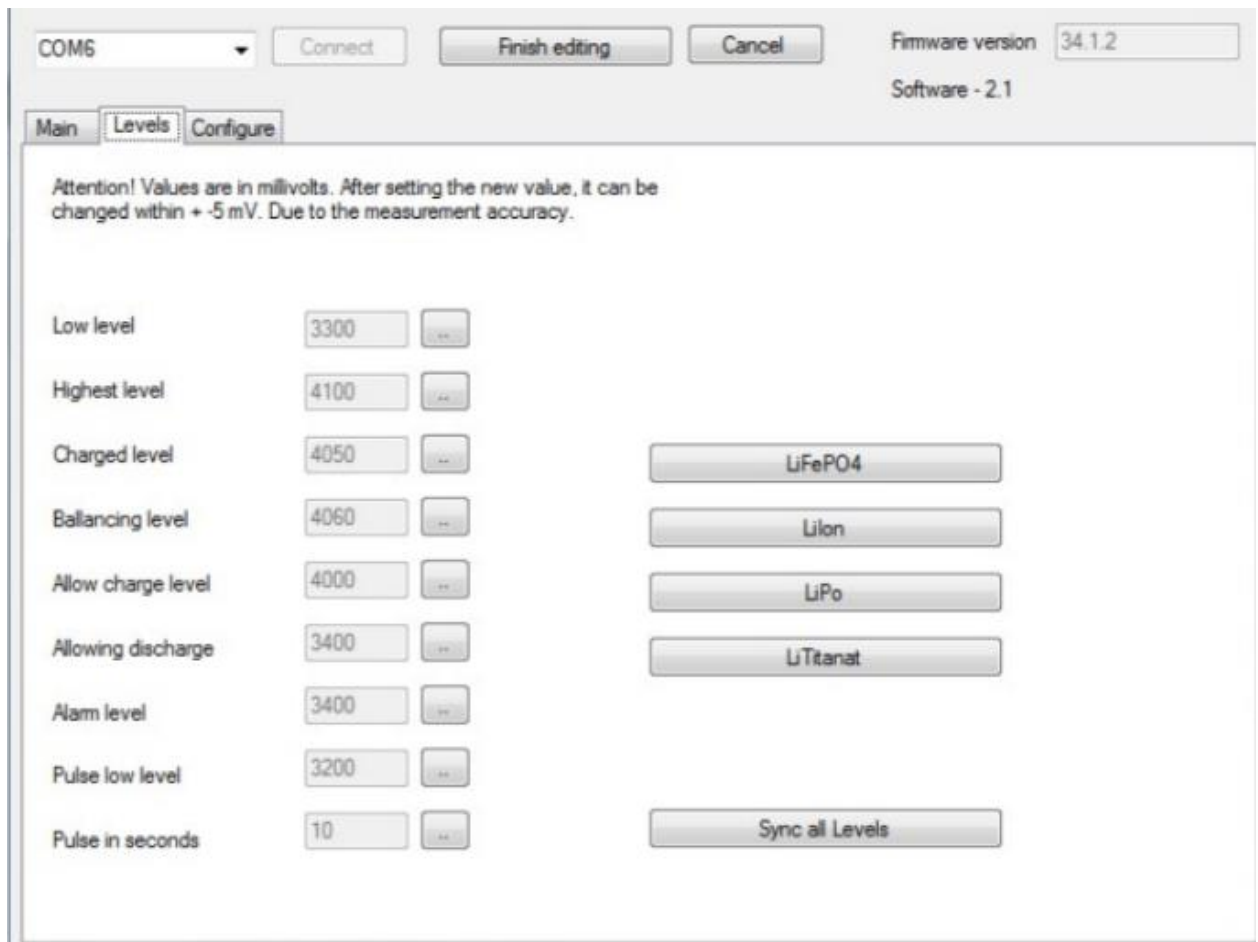 COM6 Connect Finish editing Cancel Firmware version 34.1.2
Software - 2.1
Main Levels Configure
Attention! Values are in millivolts. After setting the new value, it can be
changed within + -5 mV. Due to the measurement accuracy.
Low level 3300 ..
Highest level 4100 ..
Charged level 4050 .. LiFePO4
Ballancing level 4060 .. LiIon
Allow charge level 4000 .. LiPo
Allowing discharge 3400 .. LiTitanat
Alarm level 3400 ..
Pulse low level 3200 ..
Pulse in seconds 10 .. Sync all Levels